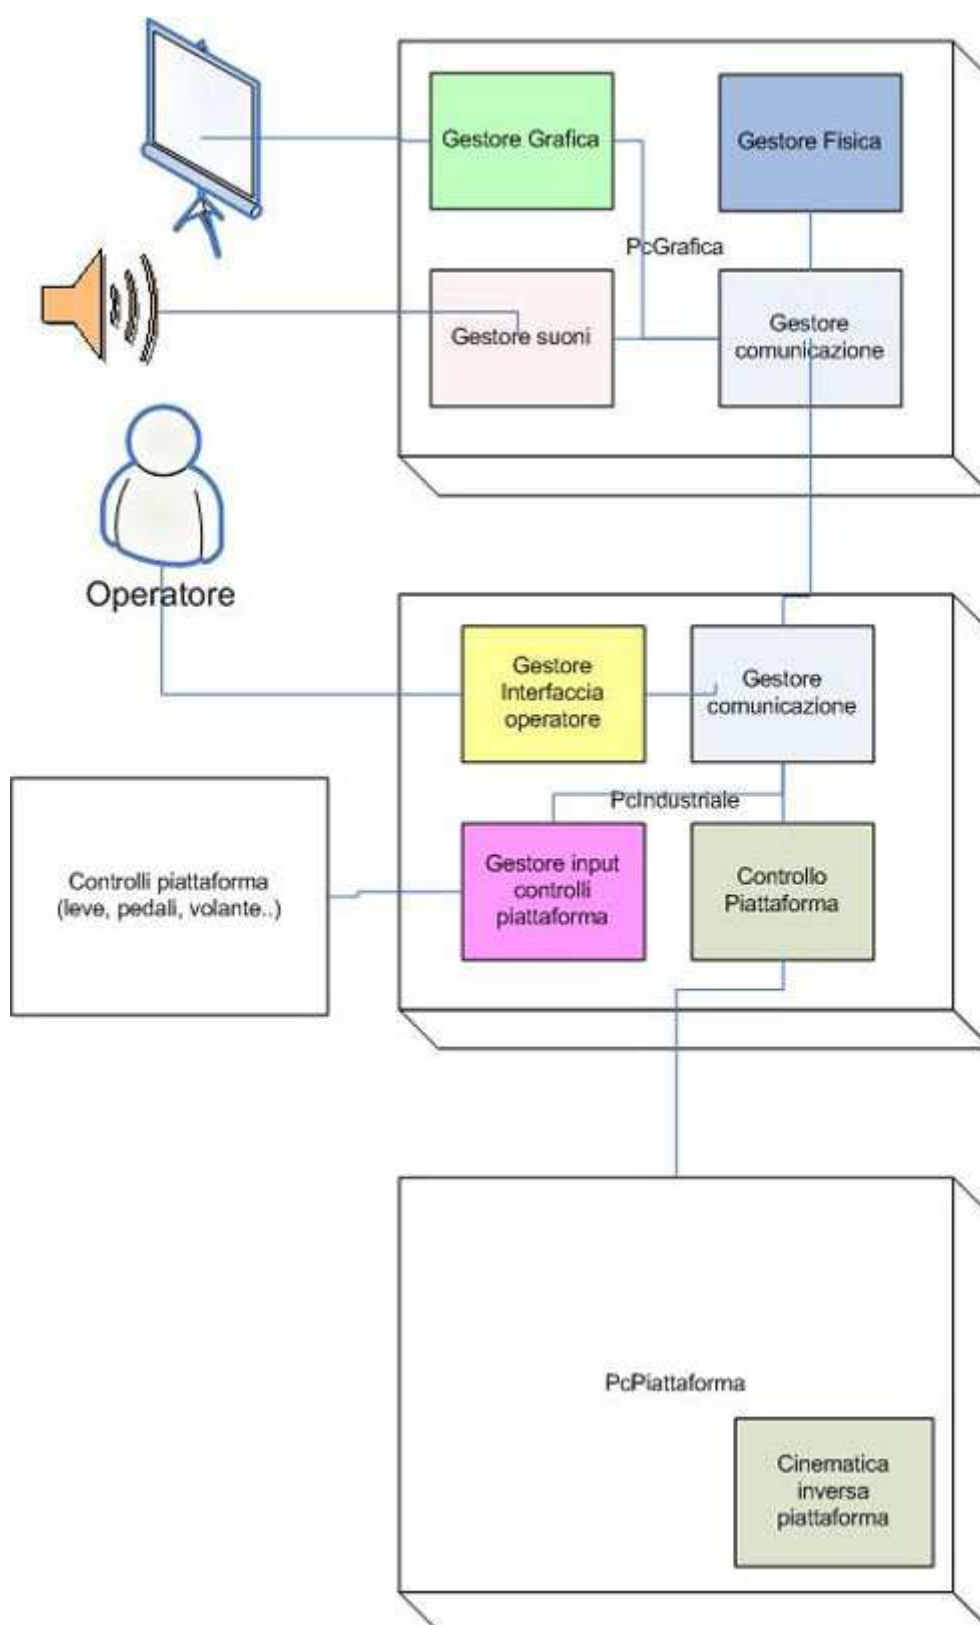 Gestore Grafica
Gestore Fisica
PcGrafica
Gestore suoni
Gestore
comunicazione
Operatore
Gestore
Interfaccia
operatore
Gestore
comunicazione
PcIndustriale
Controlli piattaforma
(leve, pedali, volante..)
Gestore input
controlli
piattaforma
Controllo
Piattaforma
PcPiattaforma
Cinematica
inversa
piattaforma